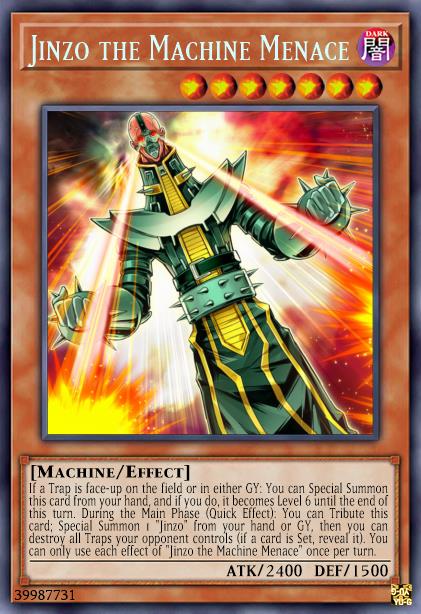 JINZO THE MACHINE MENACE
DARK
闇
[MACHINE/EFFECT]
If a Trap is face-up on the field or in either GY: You can Special Summon
this card from your hand, and if you do, it becomes Level 6 until the end of
this turn. During the Main Phase (Quick Effect): You can Tribute this
card; Special Summon 1 "Jinzo" from your hand or GY, then you can
destroy all Traps your opponent controls (if a card is Set, reveal it). You
can only use each effect of "Jinzo the Machine Menace" once per turn.
ATK/2400 DEF/1500
39987731